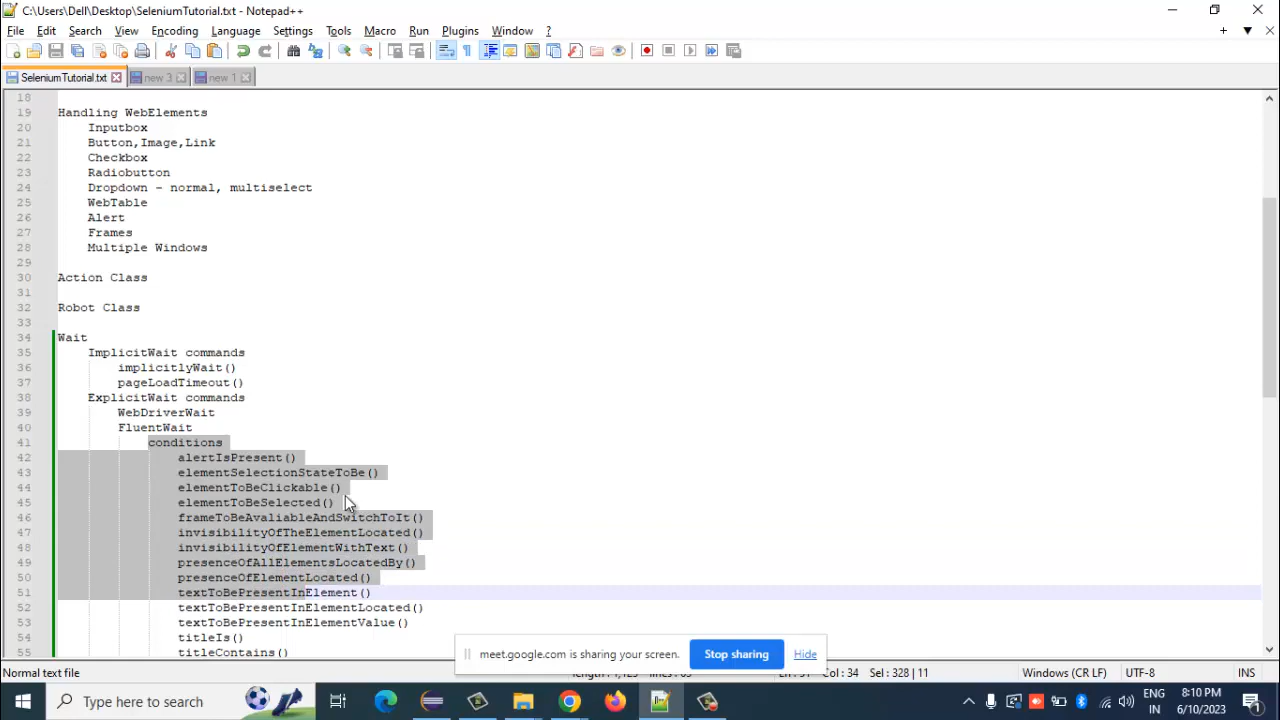 C:\Users\Dell\Desktop\SeleniumTutorial.txt - Notepad++
File Edit Search View Encoding Language Settings Tools Macro Run Plugins Window ?
SeleniumTutorial.txt new 3 new 1
18
19 Handling WebElements
20 Inputbox
21 Button,Image,Link
22 Checkbox
23 Radiobutton
24 Dropdown - normal, multiselect
25 WebTable
26 Alert
27 Frames
28 Multiple Windows
29
30 Action Class
31
32 Robot Class
33
34 Wait
35 ImplicitWait commands
36 implicitlyWait()
37 pageLoadTimeout()
38 ExplicitWait commands
39 WebDriverWait
40 FluentWait
41 conditions
42 alertIsPresent()
43 elementSelectionStateToBe()
44 elementToBeClickable()
45 elementToBeSelected()
46 frameToBeAvaliableAndSwitchToIt()
47 invisibilityOfTheElementLocated()
48 invisibilityOfElementWithText()
49 presenceOfAllElementsLocatedBy()
50 presenceOfElementLocated()
51 textToBePresentInElement()
52 textToBePresentInElementLocated()
53 textToBePresentInElementValue()
54 titleIs()
55 titleContains()
meet.google.com is sharing your screen. Stop sharing Hide
Normal text file Col : 34 Sel : 328 | 11 Windows (CR LF) UTF-8 INS
Type here to search
ENG 8:10 PM
IN 6/10/2023